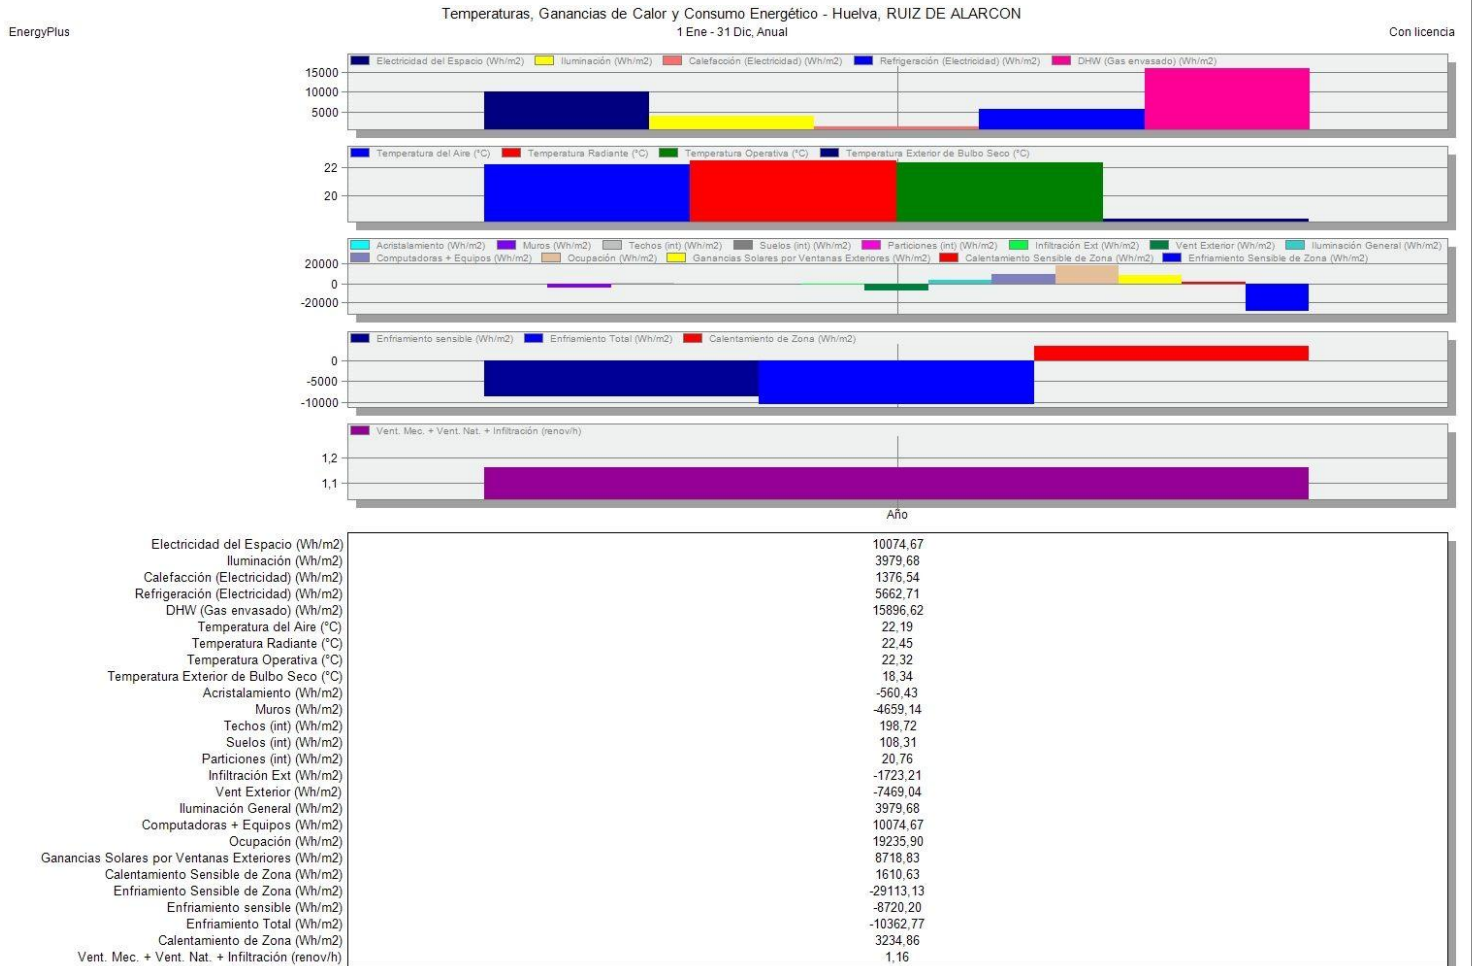 Temperaturas, Ganancias de Calor y Consumo Energético - Huelva, RUIZ DE ALARCON
EnergyPlus 1 Ene - 31 Dic, Anual Con licencia
Electricidad del Espacio (Wh/m2) Iluminación (Wh/m2) Calefacción (Electricidad) (Wh/m2) Refrigeración (Electricidad) (Wh/m2) DHW (Gas envasado) (Wh/m2)
15000
10000
5000
Temperatura del Aire (°C) Temperatura Radiante (°C) Temperatura Operativa (°C) Temperatura Exterior de Bulbo Seco (°C)
22
20
Acristalamiento (Wh/m2) Muros (Wh/m2) Techos (int) (Wh/m2) Suelos (int) (Wh/m2) Particiones (int) (Wh/m2) Infiltración Ext (Wh/m2) Vent Exterior (Wh/m2) Iluminación General (Wh/m2)
Computadoras + Equipos (Wh/m2) Ocupación (Wh/m2) Ganancias Solares por Ventanas Exteriores (Wh/m2) Calentamiento Sensible de Zona (Wh/m2) Enfriamiento Sensible de Zona (Wh/m2)
20000
0
-20000
Enfriamiento sensible (Wh/m2) Enfriamiento Total (Wh/m2) Calentamiento de Zona (Wh/m2)
0
-5000
-10000
Vent. Mec. + Vent. Nat. + Infiltración (renov/h)
1,2
1,1
Año
Electricidad del Espacio (Wh/m2) 10074,67
Iluminación (Wh/m2) 3979,68
Calefacción (Electricidad) (Wh/m2) 1376,54
Refrigeración (Electricidad) (Wh/m2) 5662,71
DHW (Gas envasado) (Wh/m2) 15896,62
Temperatura del Aire (°C) 22,19
Temperatura Radiante (°C) 22,45
Temperatura Operativa (°C) 22,32
Temperatura Exterior de Bulbo Seco (°C) 18,34
Acristalamiento (Wh/m2) -560,43
Muros (Wh/m2) -4659,14
Techos (int) (Wh/m2) 198,72
Suelos (int) (Wh/m2) 108,31
Particiones (int) (Wh/m2) 20,76
Infiltración Ext (Wh/m2) -1723,21
Vent Exterior (Wh/m2) -7469,04
Iluminación General (Wh/m2) 3979,68
Computadoras + Equipos (Wh/m2) 10074,67
Ocupación (Wh/m2) 19235,90
Ganancias Solares por Ventanas Exteriores (Wh/m2) 8718,83
Calentamiento Sensible de Zona (Wh/m2) 1610,63
Enfriamiento Sensible de Zona (Wh/m2) -29113,13
Enfriamiento sensible (Wh/m2) -8720,20
Enfriamiento Total (Wh/m2) -10362,77
Calentamiento de Zona (Wh/m2) 3234,86
Vent. Mec. + Vent. Nat. + Infiltración (renov/h) 1,16